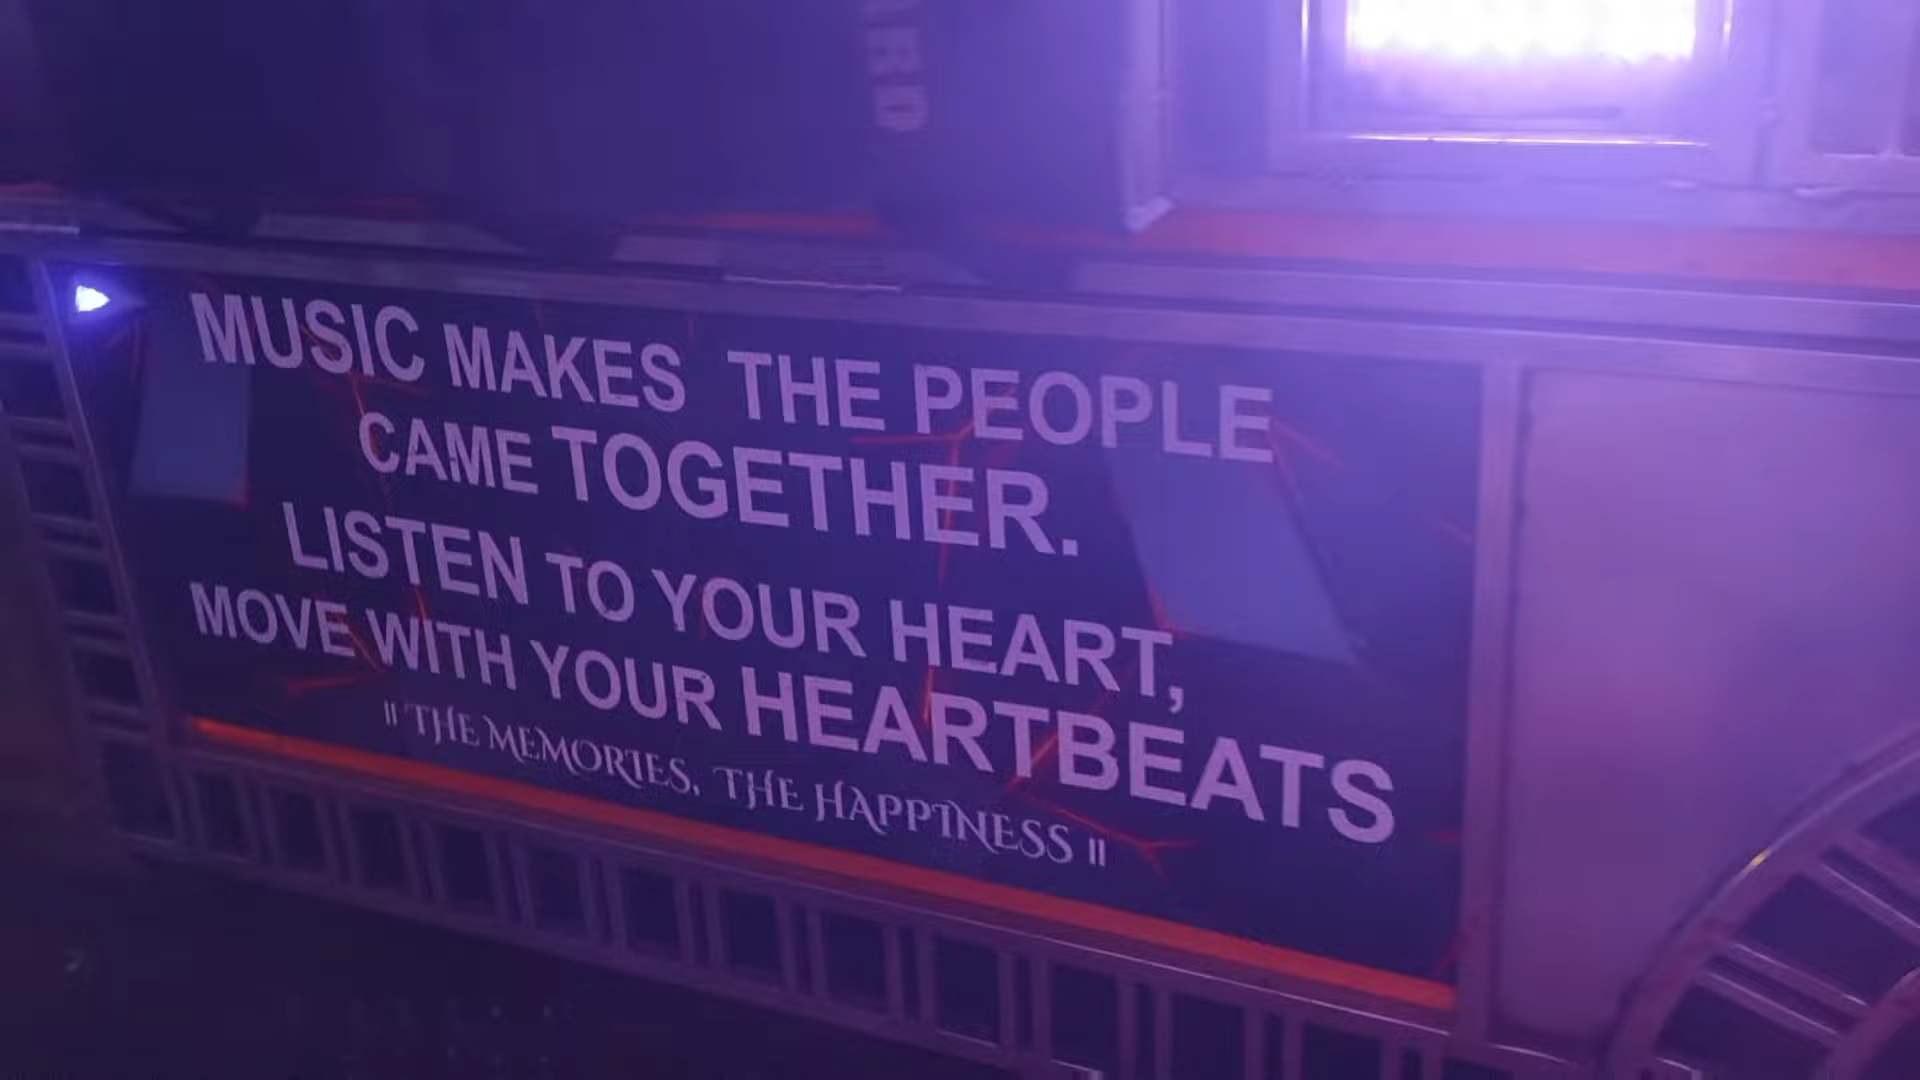 MUSIC MAKES THE PEOPLE
CAME TOGETHER.
LISTEN TO YOUR HEART,
MOVE WITH YOUR HEARTBEATS
" THE MEMORIES, THE HAPPINESS "